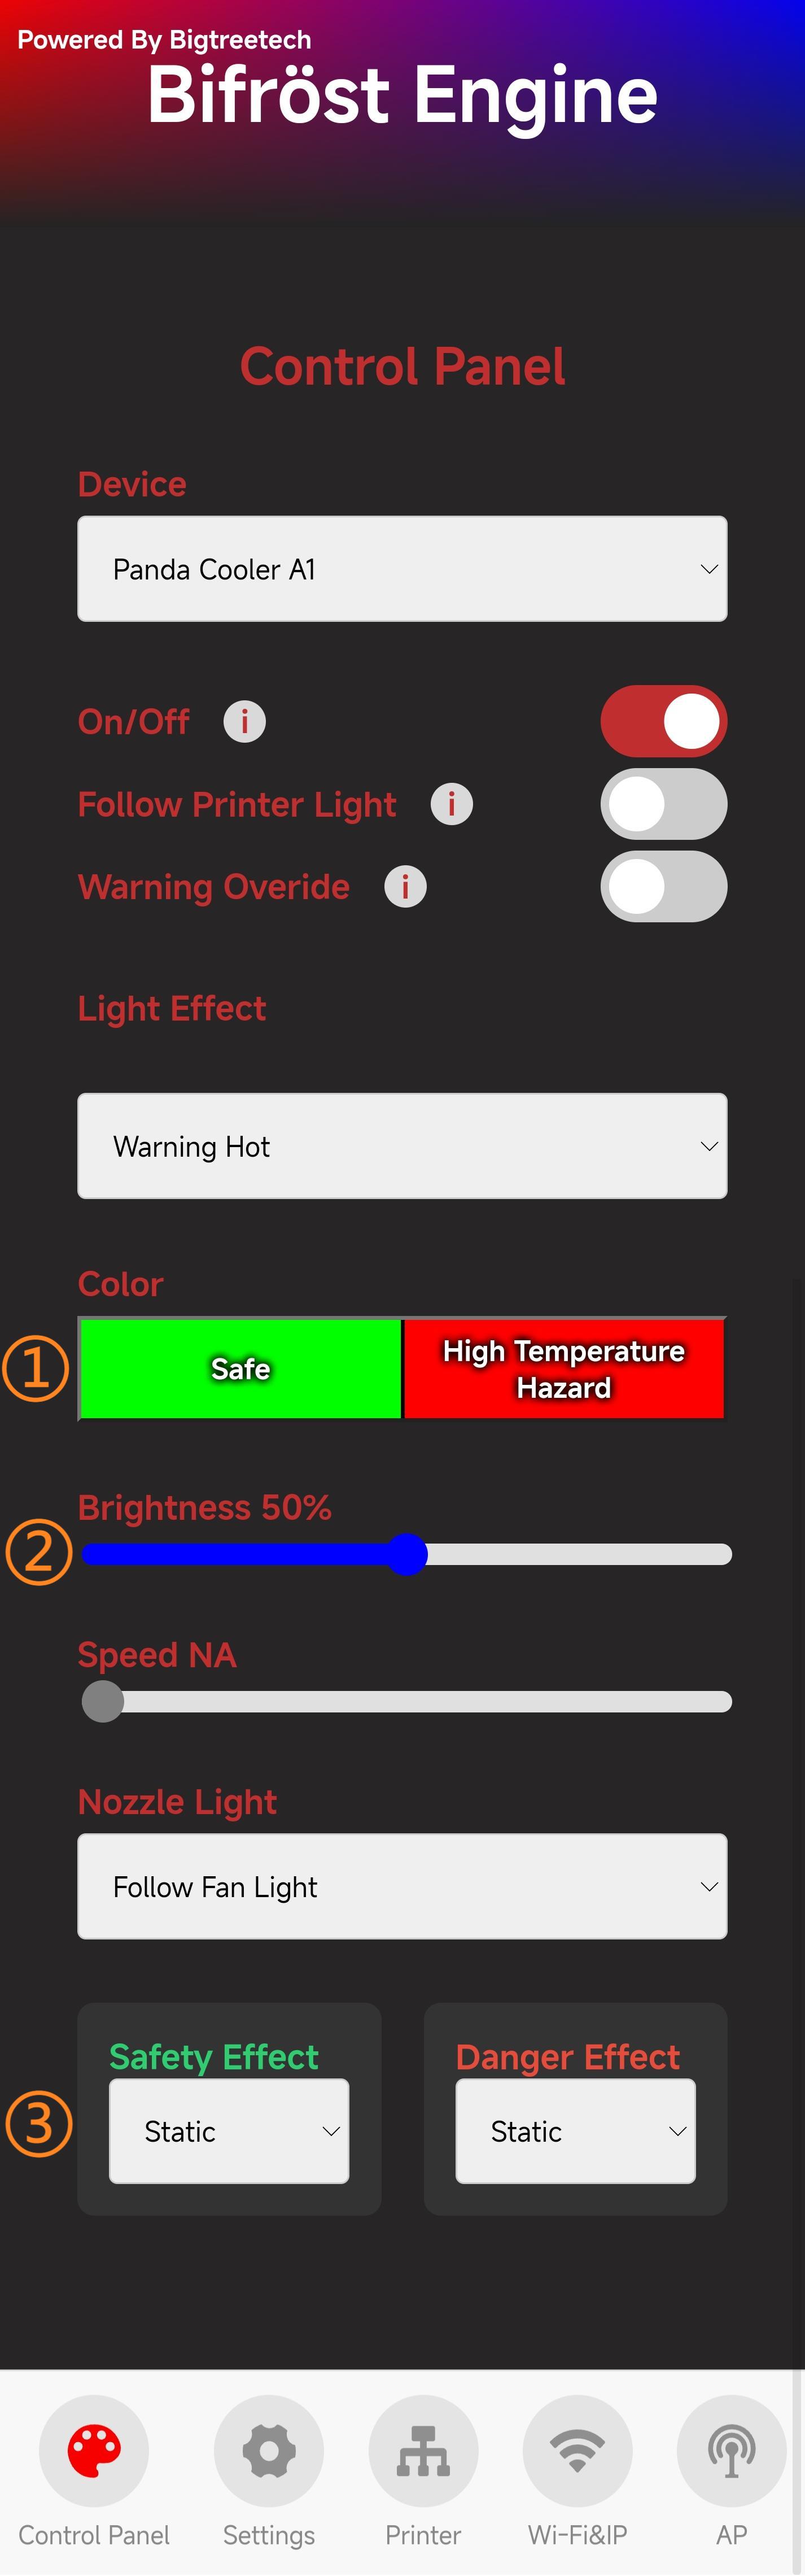 Powered By Bigtreetech
Bifröst Engine
Control Panel
Device
Panda Cooler A1
On/Off i
Follow Printer Light i
Warning Overide i
Light Effect
Warning Hot
Color
① Safe
High Temperature
Hazard
Brightness 50%
②
Speed NA
Nozzle Light
Follow Fan Light
Safety Effect
Danger Effect
③ Static
Static
Control Panel
Settings
Printer
Wi-Fi&IP
AP